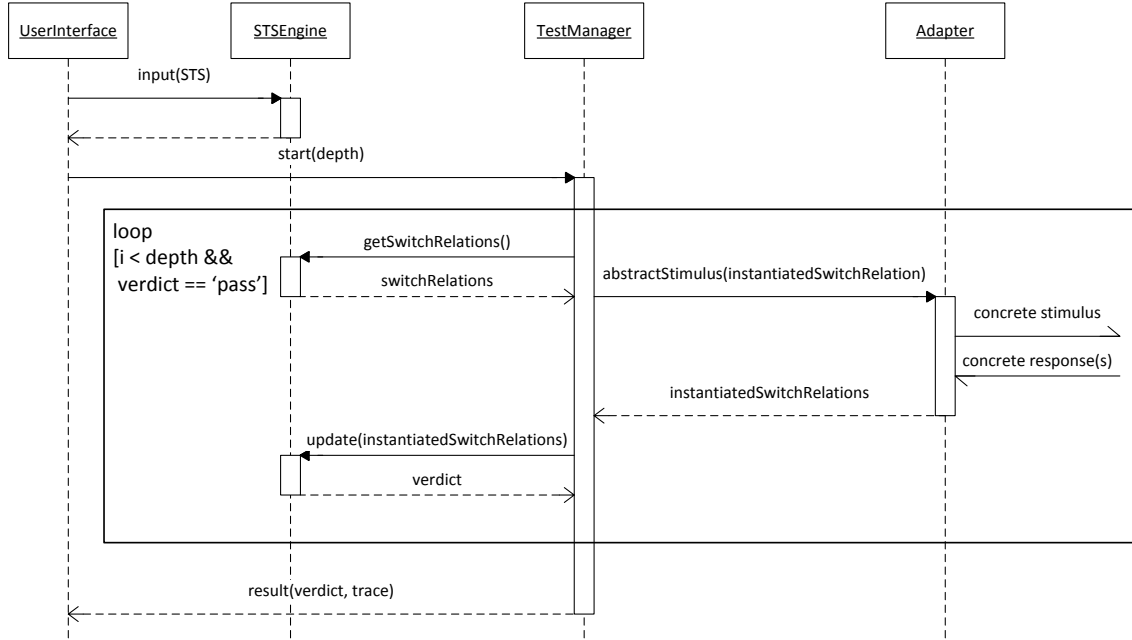 UserInterface
STSEngine
TestManager
Adapter
input(STS)
start(depth)
loop
[i < depth &&
verdict == ‘pass’]
getSwitchRelations()
switchRelations
abstractStimulus(instantiatedSwitchRelation)
concrete stimulus
concrete response(s)
instantiatedSwitchRelations
update(instantiatedSwitchRelations)
verdict
result(verdict, trace)